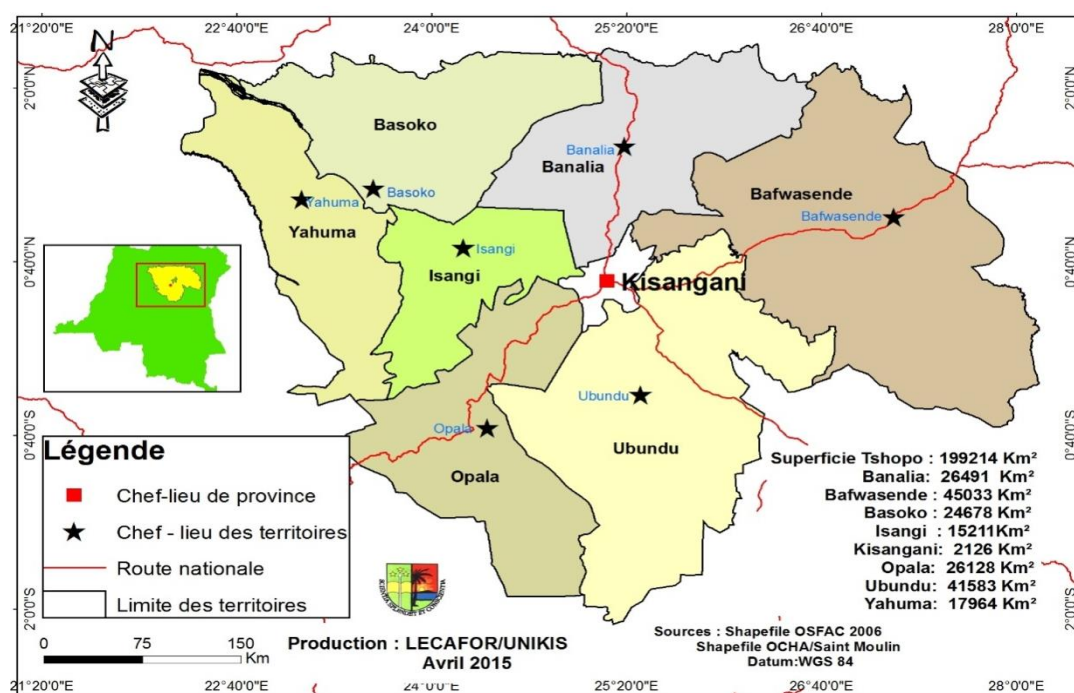 21°20'0"E 22°40'0"E 24°0'0"E 25°20'0"E 26°40'0"E 28°0'0"E
N
2°0'0"N
2°0'0"N
Basoko
Banalia
Banalia
Bafwasende
Bafwasende
Basoko
Yahuma
Yahuma
Isangi
Isangi
0°40'0"N
0°40'0"N
Kisangani
Ubundu
Ubundu
Opala
Opala
0°40'0"S
0°40'0"S
Légende
Chef-lieu de province
Chef - lieu des territoires
Route nationale
Limite des territoires
Superficie Tshopo : 199214 Km²
Banalia: 26491 Km²
Bafwasende : 45033 Km²
Basoko : 24678 Km²
Isangi : 15211Km²
Kisangani: 2126 Km²
Opala: 26128 Km²
Ubundu : 41583 Km²
Yahuma: 17964 Km²
2°0'0"S
2°0'0"S
0 75 150
Km
Production : LECAFOR/UNIKIS
Avril 2015
Sources : Shapefile OSFAC 2006
Shapefile OCHA/Saint Moulin
Datum:WGS 84
21°20'0"E 22°40'0"E 24°0'0"E 25°20'0"E 26°40'0"E 28°0'0"E